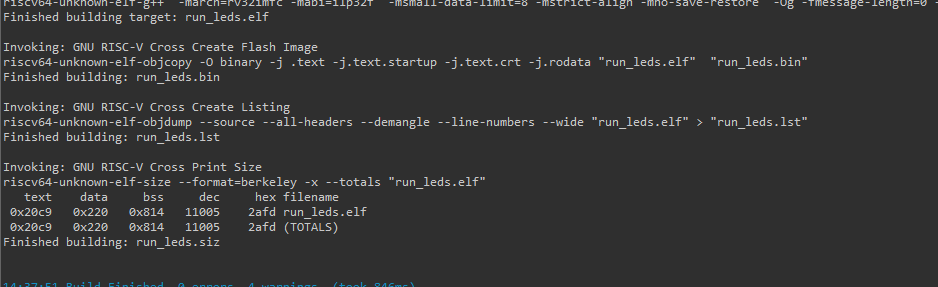 riscv64-unknown-elf-g++ -march=rv32imfc -mabi=ilp32f -msmall-data-limit=8 -mstrict-align -mno-save-restore -Og -fmessage-length=0
Finished building target: run_leds.elf
Invoking: GNU RISC-V Cross Create Flash Image
riscv64-unknown-elf-objcopy -O binary -j .text -j.text.startup -j.text.crt -j.rodata "run_leds.elf"  "run_leds.bin"
Finished building: run_leds.bin
Invoking: GNU RISC-V Cross Create Listing
riscv64-unknown-elf-objdump --source --all-headers --demangle --line-numbers --wide "run_leds.elf" > "run_leds.lst"
Finished building: run_leds.lst
Invoking: GNU RISC-V Cross Print Size
riscv64-unknown-elf-size --format=berkeley -x --totals "run_leds.elf"
   text    data     bss     dec     hex filename
 0x20c9   0x220   0x814   11005    2afd run_leds.elf
 0x20c9   0x220   0x814   11005    2afd (TOTALS)
Finished building: run_leds.siz
14:37:51 Build Finished. 0 errors, 4 warnings. (took 846ms)